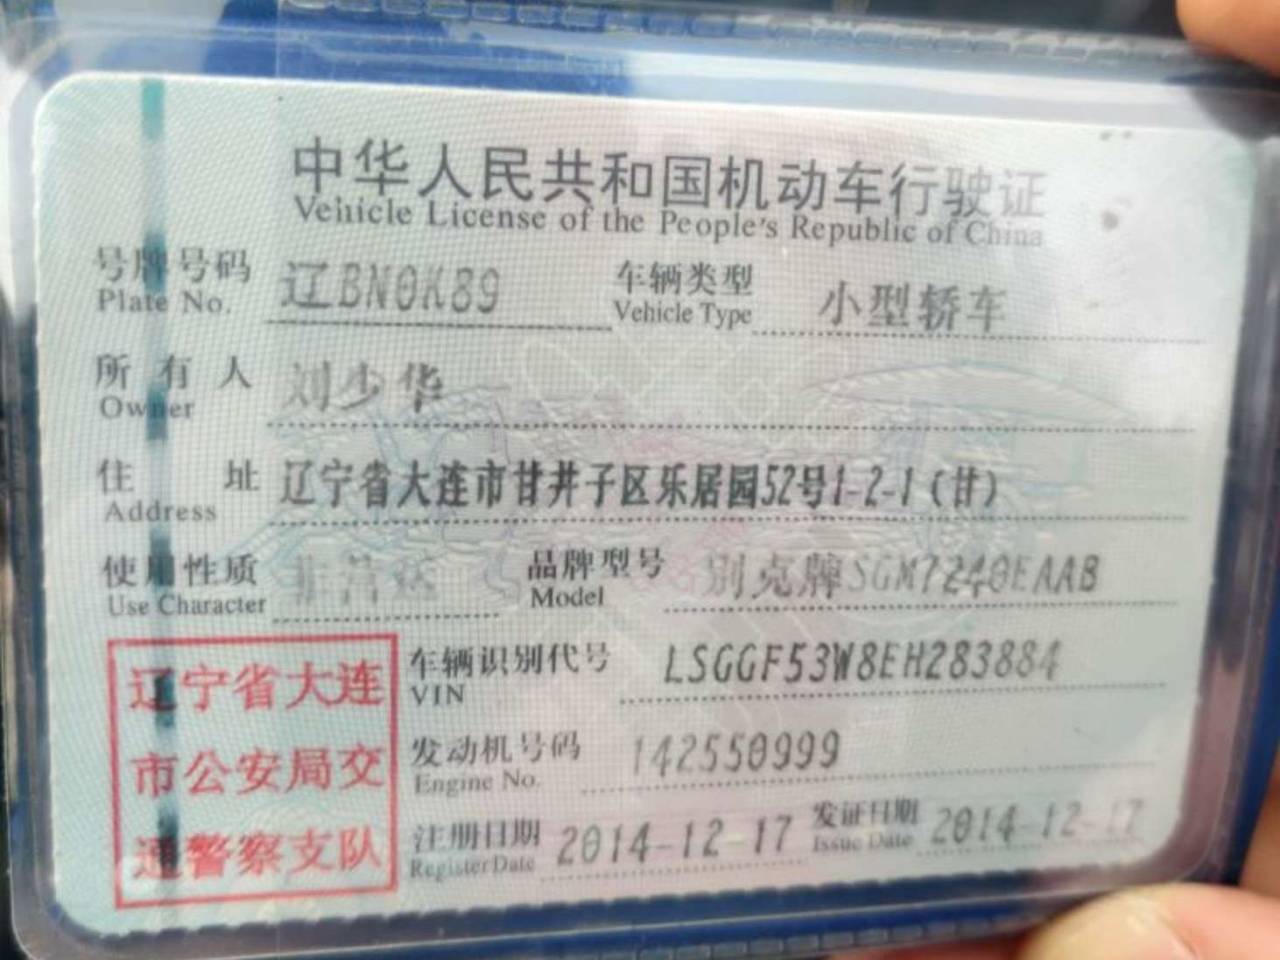 中华人民共和国机动车行驶证
Vehicle License of the People's Republic of China
号牌号码 辽BN0K89 车辆类型 小型轿车
Plate No. Vehicle Type
所有人 刘少华
Owner
住址 辽宁省大连市甘井子区乐居园52号1-2-1(甘)
Address
使用性质 非营运 品牌型号 别克牌SGM7240EAAB
Use Character Model
车辆识别代号 LSGGF53W8EH283884
VIN
发动机号码 142550999
Engine No.
注册日期 2014-12-17 发证日期 2014-12-17
Register Date Issue Date
辽宁省大连
市公安局交
通警察支队